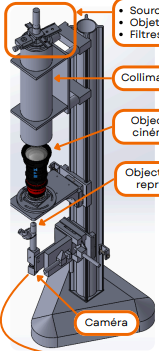 • Sourc
• Objet
• Filtres
Collima
Objec
ciném
Object
repr
Caméra